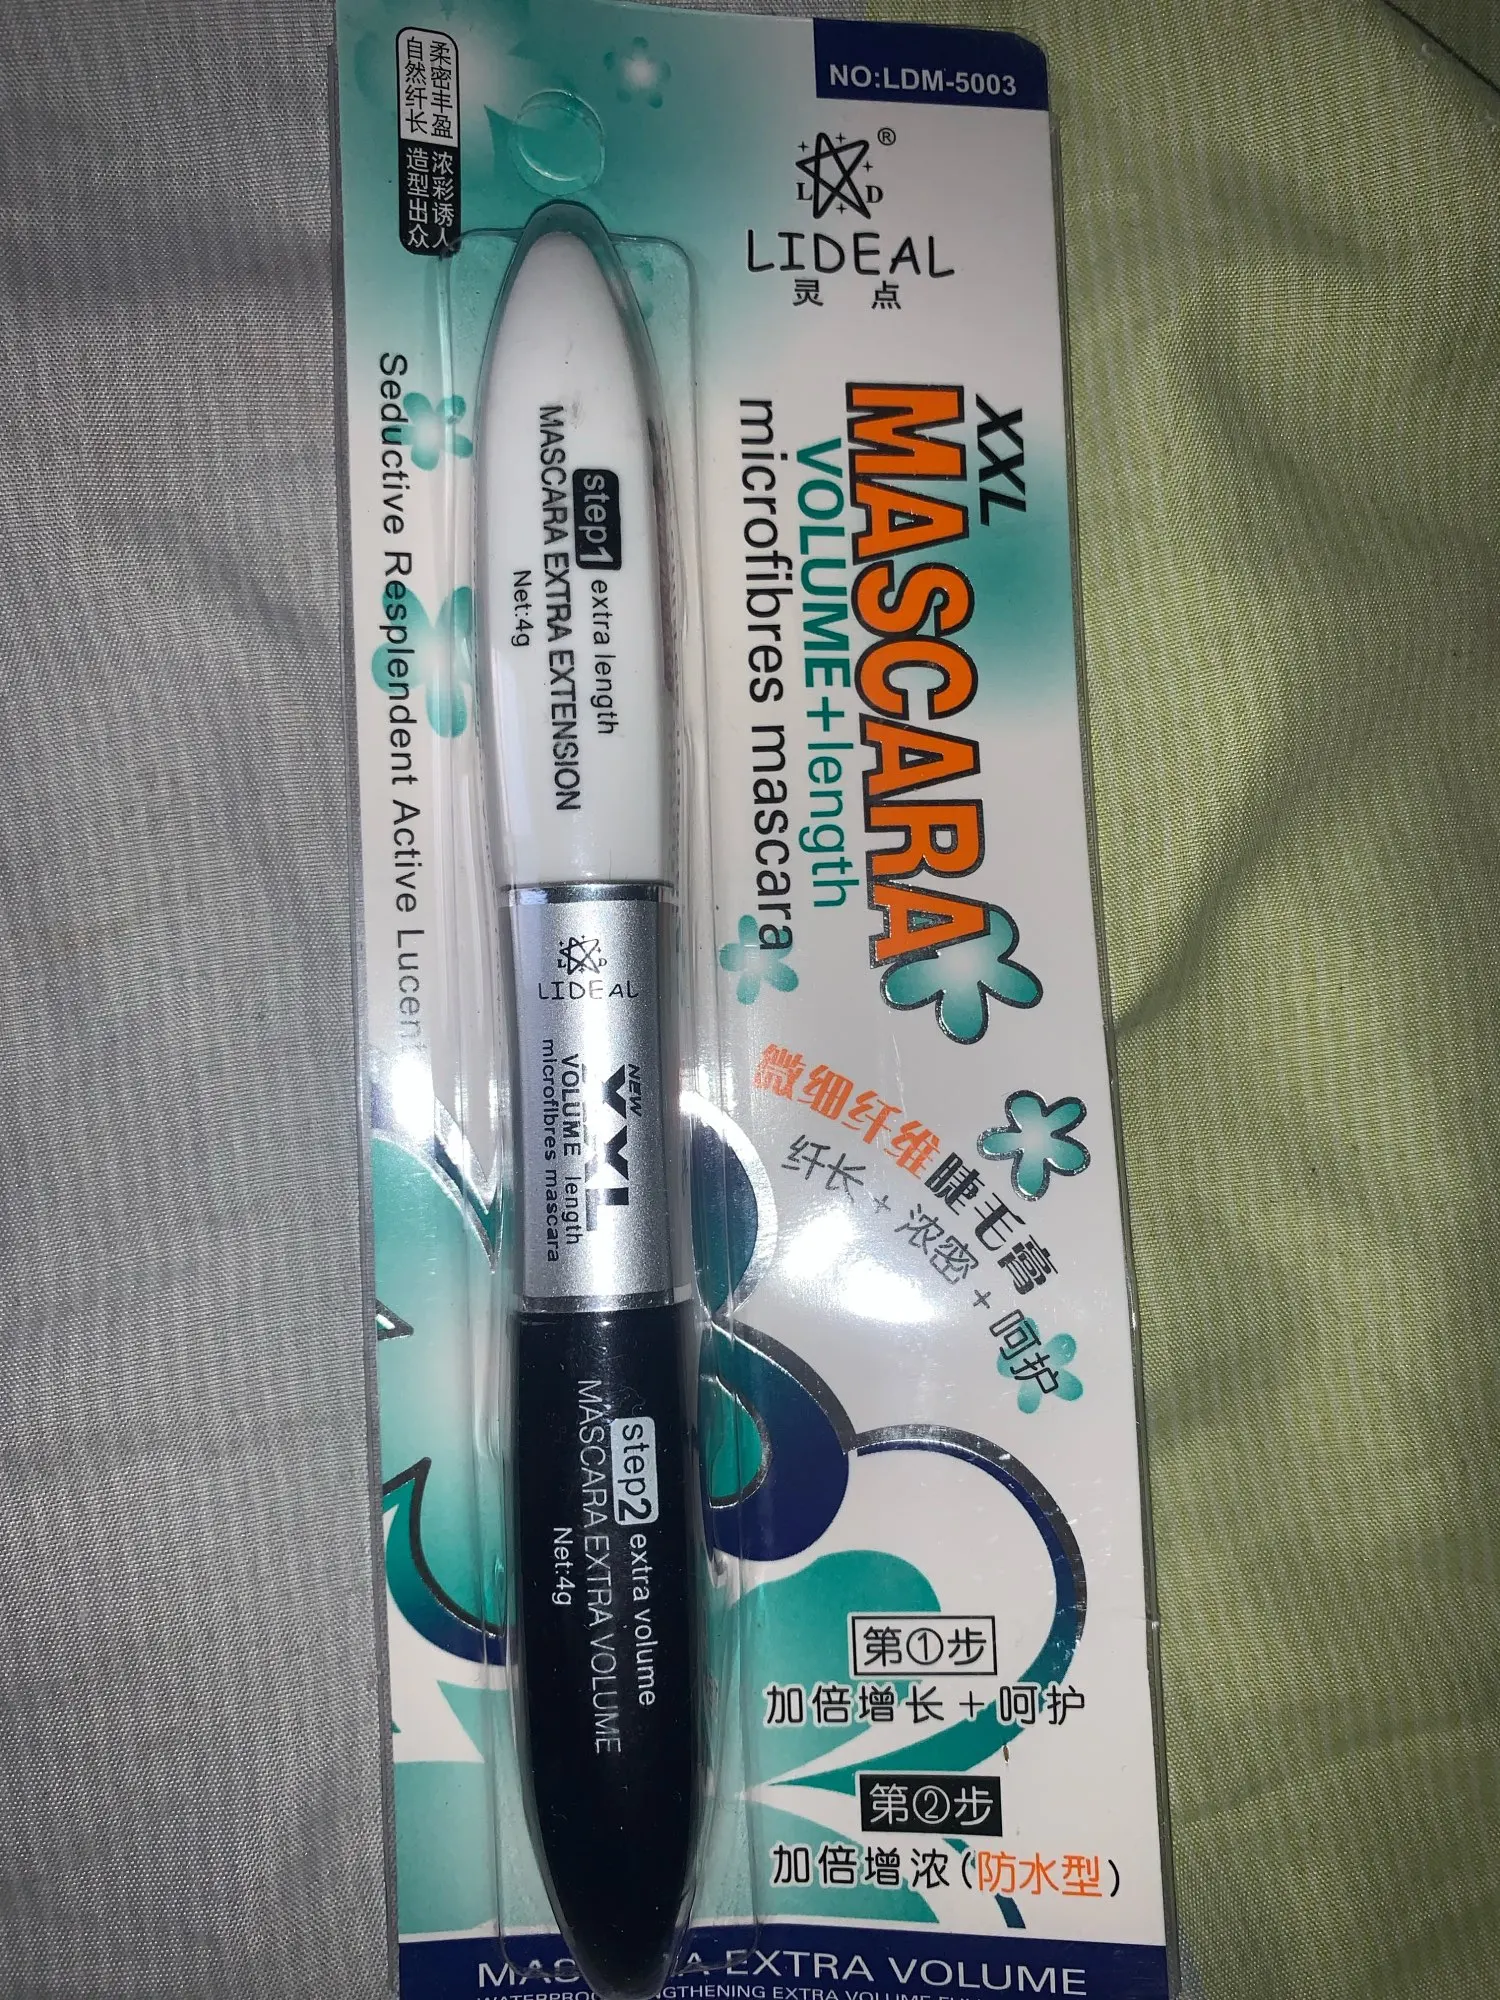 NO:LDM-5003
柔密丰盈
自然纤长
浓彩诱人
造型出众
®
L D
LIDEAL
灵 点
XXL
MASCARA
VOLUME+length
microfibres mascara
Seductive Resplendent Active Lucent
step1 extra length
MASCARA EXTRA EXTENSION
Net:4g
LIDEAL
NEW
XXL
VOLUME length
microfibres mascara
微细纤维睫毛膏
纤长+浓密+呵护
step2 extra volume
MASCARA EXTRA VOLUME
Net:4g
第①步
加倍增长+呵护
第②步
加倍增浓(防水型)
MASCARA EXTRA VOLUME
EXTRA VOLUME